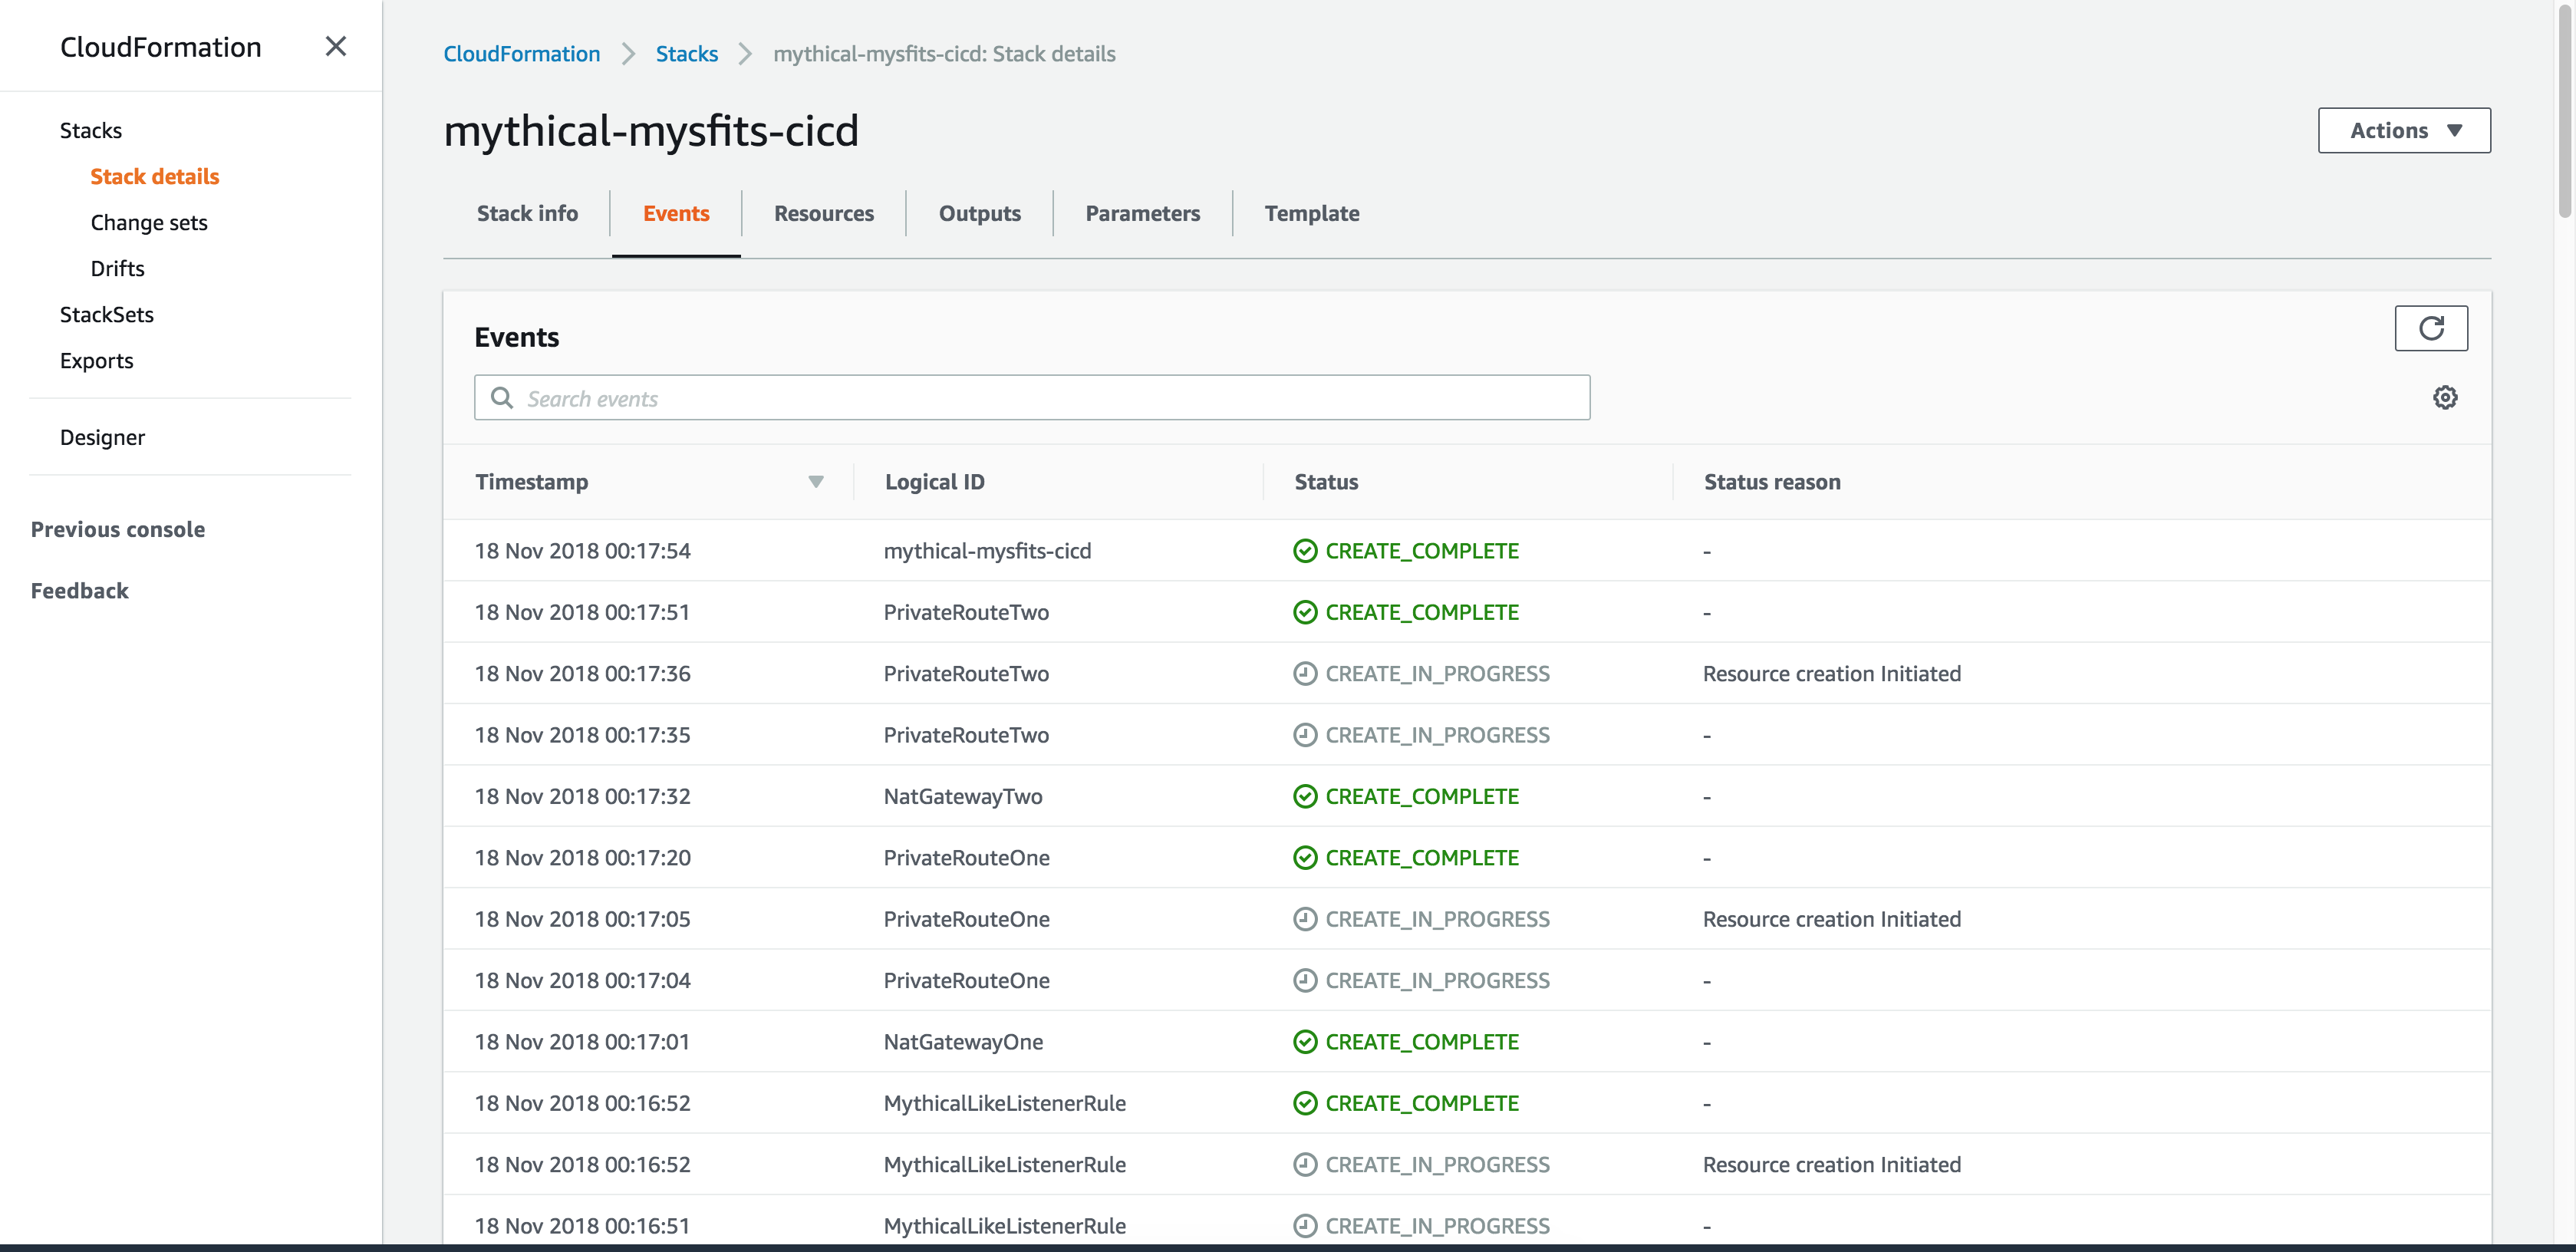 CloudFormation
Stacks
Stack details
Change sets
Drifts
StackSets
Exports
Designer
Previous console
Feedback
CloudFormation Stacks mythical-mysfits-cicd: Stack details
mythical-mysfits-cicd
Actions
Stack info Events Resources Outputs Parameters Template
Events
Search events
Timestamp Logical ID Status Status reason
18 Nov 2018 00:17:54 mythical-mysfits-cicd CREATE_COMPLETE -
18 Nov 2018 00:17:51 PrivateRouteTwo CREATE_COMPLETE -
18 Nov 2018 00:17:36 PrivateRouteTwo CREATE_IN_PROGRESS Resource creation Initiated
18 Nov 2018 00:17:35 PrivateRouteTwo CREATE_IN_PROGRESS -
18 Nov 2018 00:17:32 NatGatewayTwo CREATE_COMPLETE -
18 Nov 2018 00:17:20 PrivateRouteOne CREATE_COMPLETE -
18 Nov 2018 00:17:05 PrivateRouteOne CREATE_IN_PROGRESS Resource creation Initiated
18 Nov 2018 00:17:04 PrivateRouteOne CREATE_IN_PROGRESS -
18 Nov 2018 00:17:01 NatGatewayOne CREATE_COMPLETE -
18 Nov 2018 00:16:52 MythicalLikeListenerRule CREATE_COMPLETE -
18 Nov 2018 00:16:52 MythicalLikeListenerRule CREATE_IN_PROGRESS Resource creation Initiated
18 Nov 2018 00:16:51 MythicalLikeListenerRule CREATE_IN_PROGRESS -